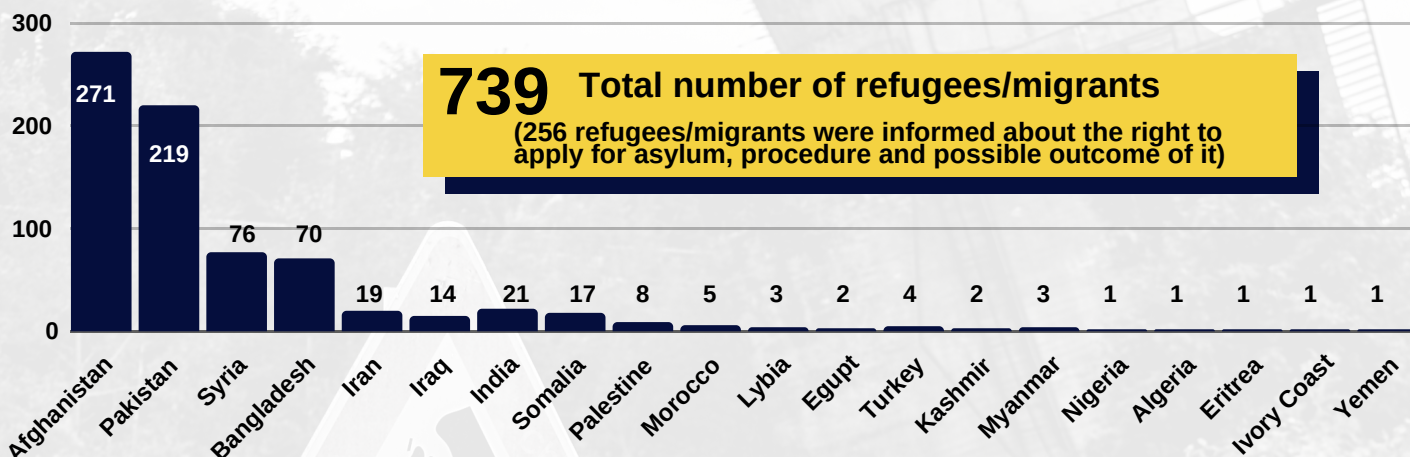 300
271
739 Total number of refugees/migrants
(256 refugees/migrants were informed about the right to
apply for asylum, procedure and possible outcome of it)
200
219
100
76 70
19 14 21 17 8 5 3 2 4 2 3 1 1 1 1 1
0
Afghanistan
Pakistan
Syria
Bangladesh
Iran
Iraq
India
Somalia
Palestine
Morocco
Lybia
Egupt
Turkey
Kashmir
Myanmar
Nigeria
Algeria
Eritrea
Ivory Coast
Yemen